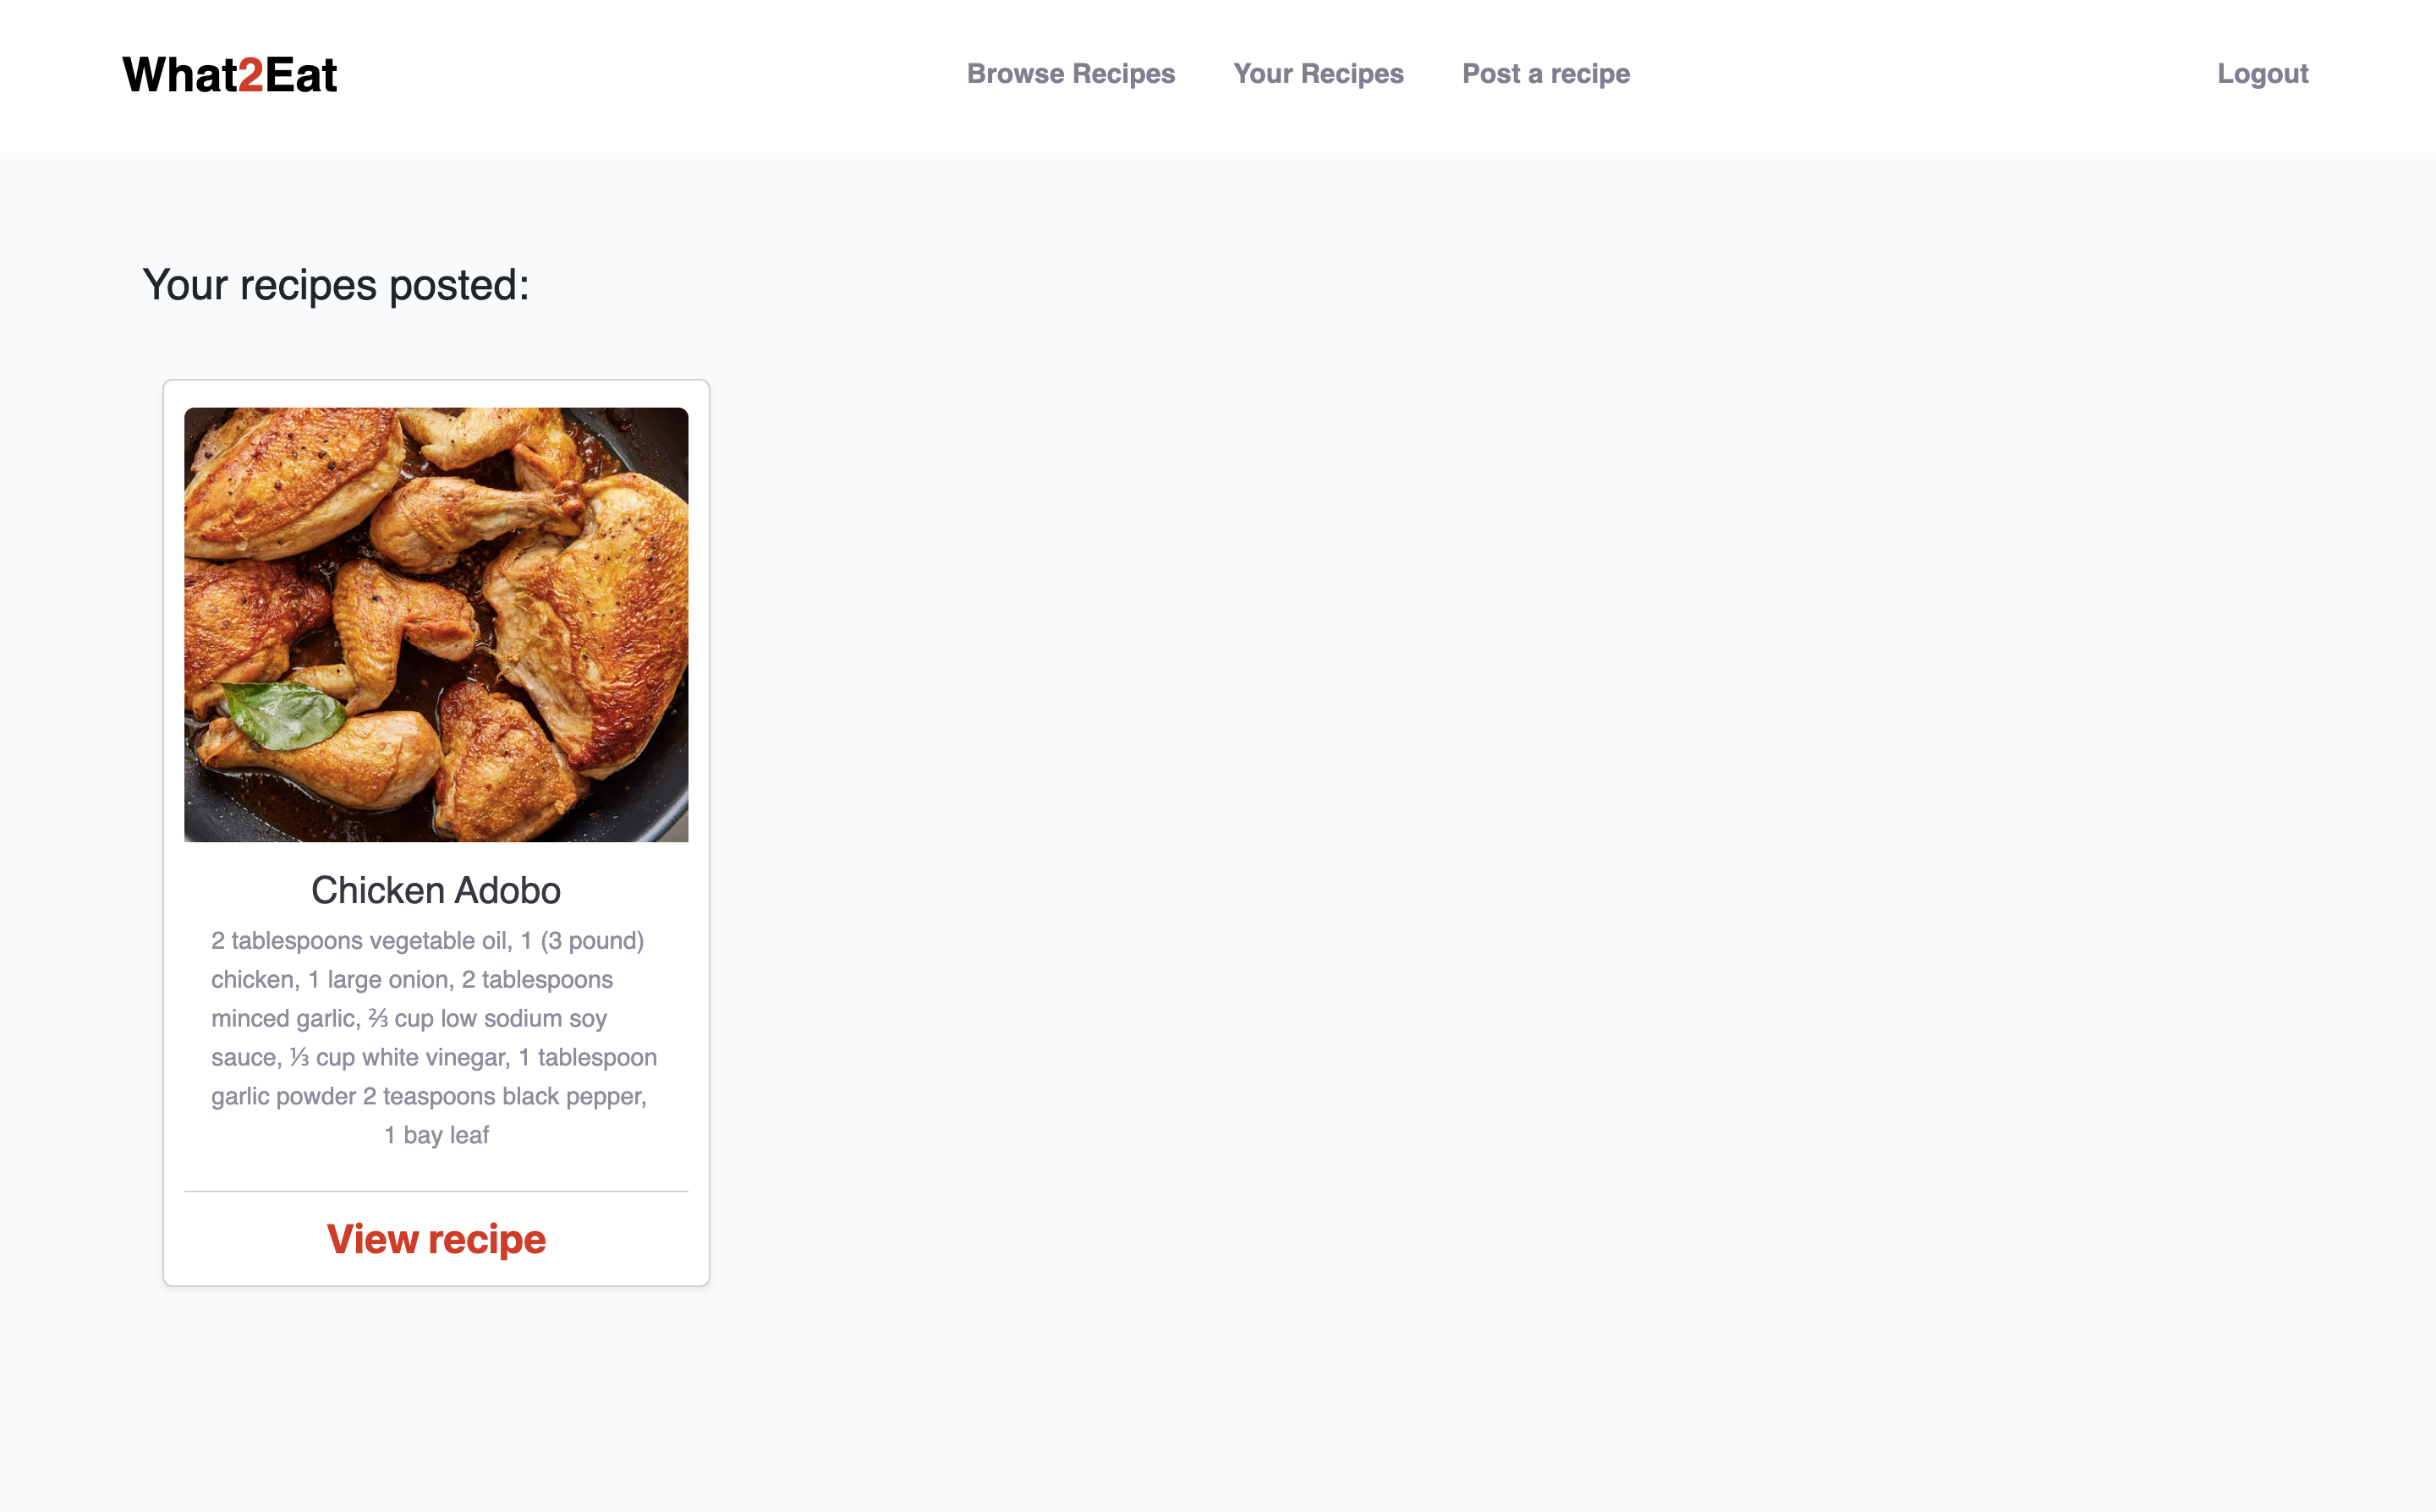 What2Eat
Browse Recipes
Your Recipes
Post a recipe
Logout
Your recipes posted:
Chicken Adobo
2 tablespoons vegetable oil, 1 (3 pound)
chicken, 1 large onion, 2 tablespoons
minced garlic, ⅔ cup low sodium soy
sauce, ⅓ cup white vinegar, 1 tablespoon
garlic powder 2 teaspoons black pepper,
1 bay leaf
View recipe